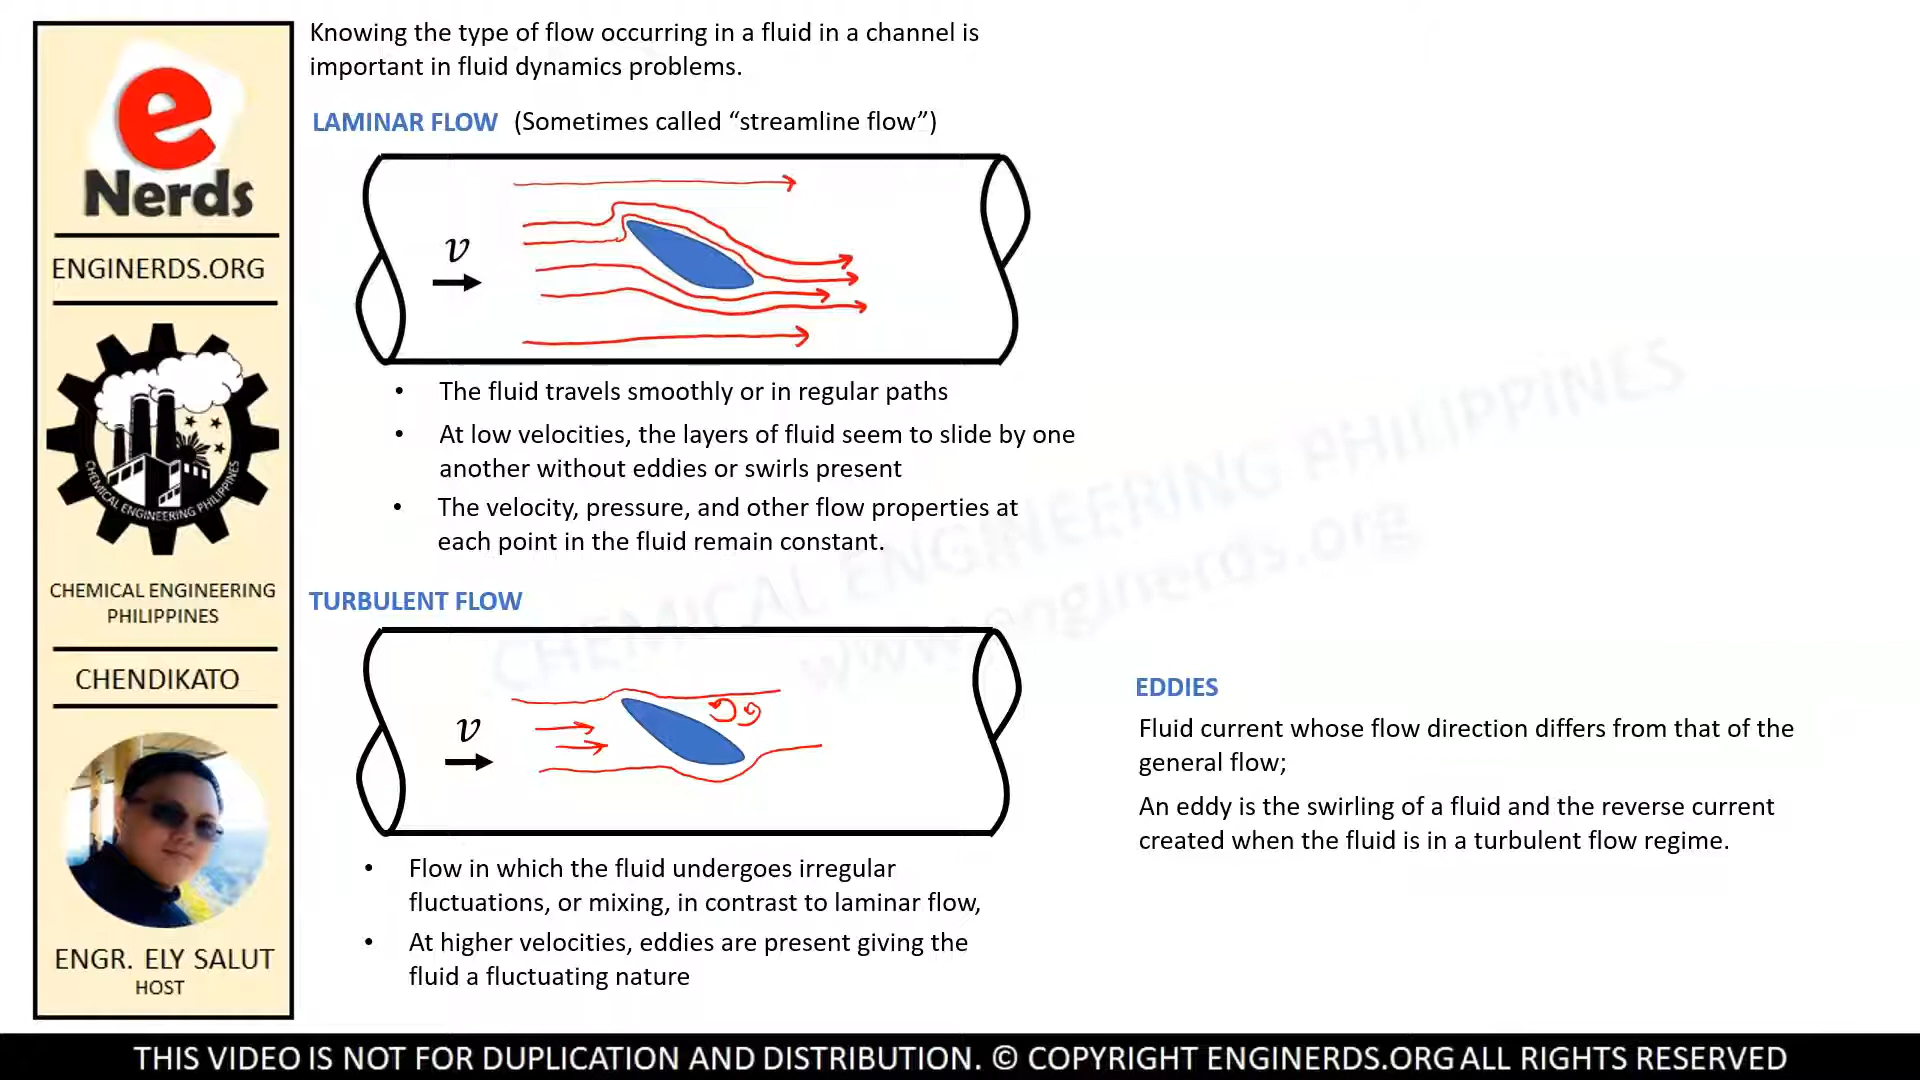 e
Nerds
ENGINERDS.ORG
CHEMICAL ENGINEERING PHILIPPINES
CHEMICAL ENGINEERING
PHILIPPINES
CHENDIKATO
ENGR. ELY SALUT
HOST
Knowing the type of flow occurring in a fluid in a channel is
important in fluid dynamics problems.
LAMINAR FLOW (Sometimes called “streamline flow”)
v
• The fluid travels smoothly or in regular paths
• At low velocities, the layers of fluid seem to slide by one
another without eddies or swirls present
• The velocity, pressure, and other flow properties at
each point in the fluid remain constant.
TURBULENT FLOW
v
• Flow in which the fluid undergoes irregular
fluctuations, or mixing, in contrast to laminar flow,
• At higher velocities, eddies are present giving the
fluid a fluctuating nature
EDDIES
Fluid current whose flow direction differs from that of the
general flow;
An eddy is the swirling of a fluid and the reverse current
created when the fluid is in a turbulent flow regime.
CHEMICAL ENGINEERING PHILIPPINES
www.enginerds.org
THIS VIDEO IS NOT FOR DUPLICATION AND DISTRIBUTION. © COPYRIGHT ENGINERDS.ORG ALL RIGHTS RESERVED